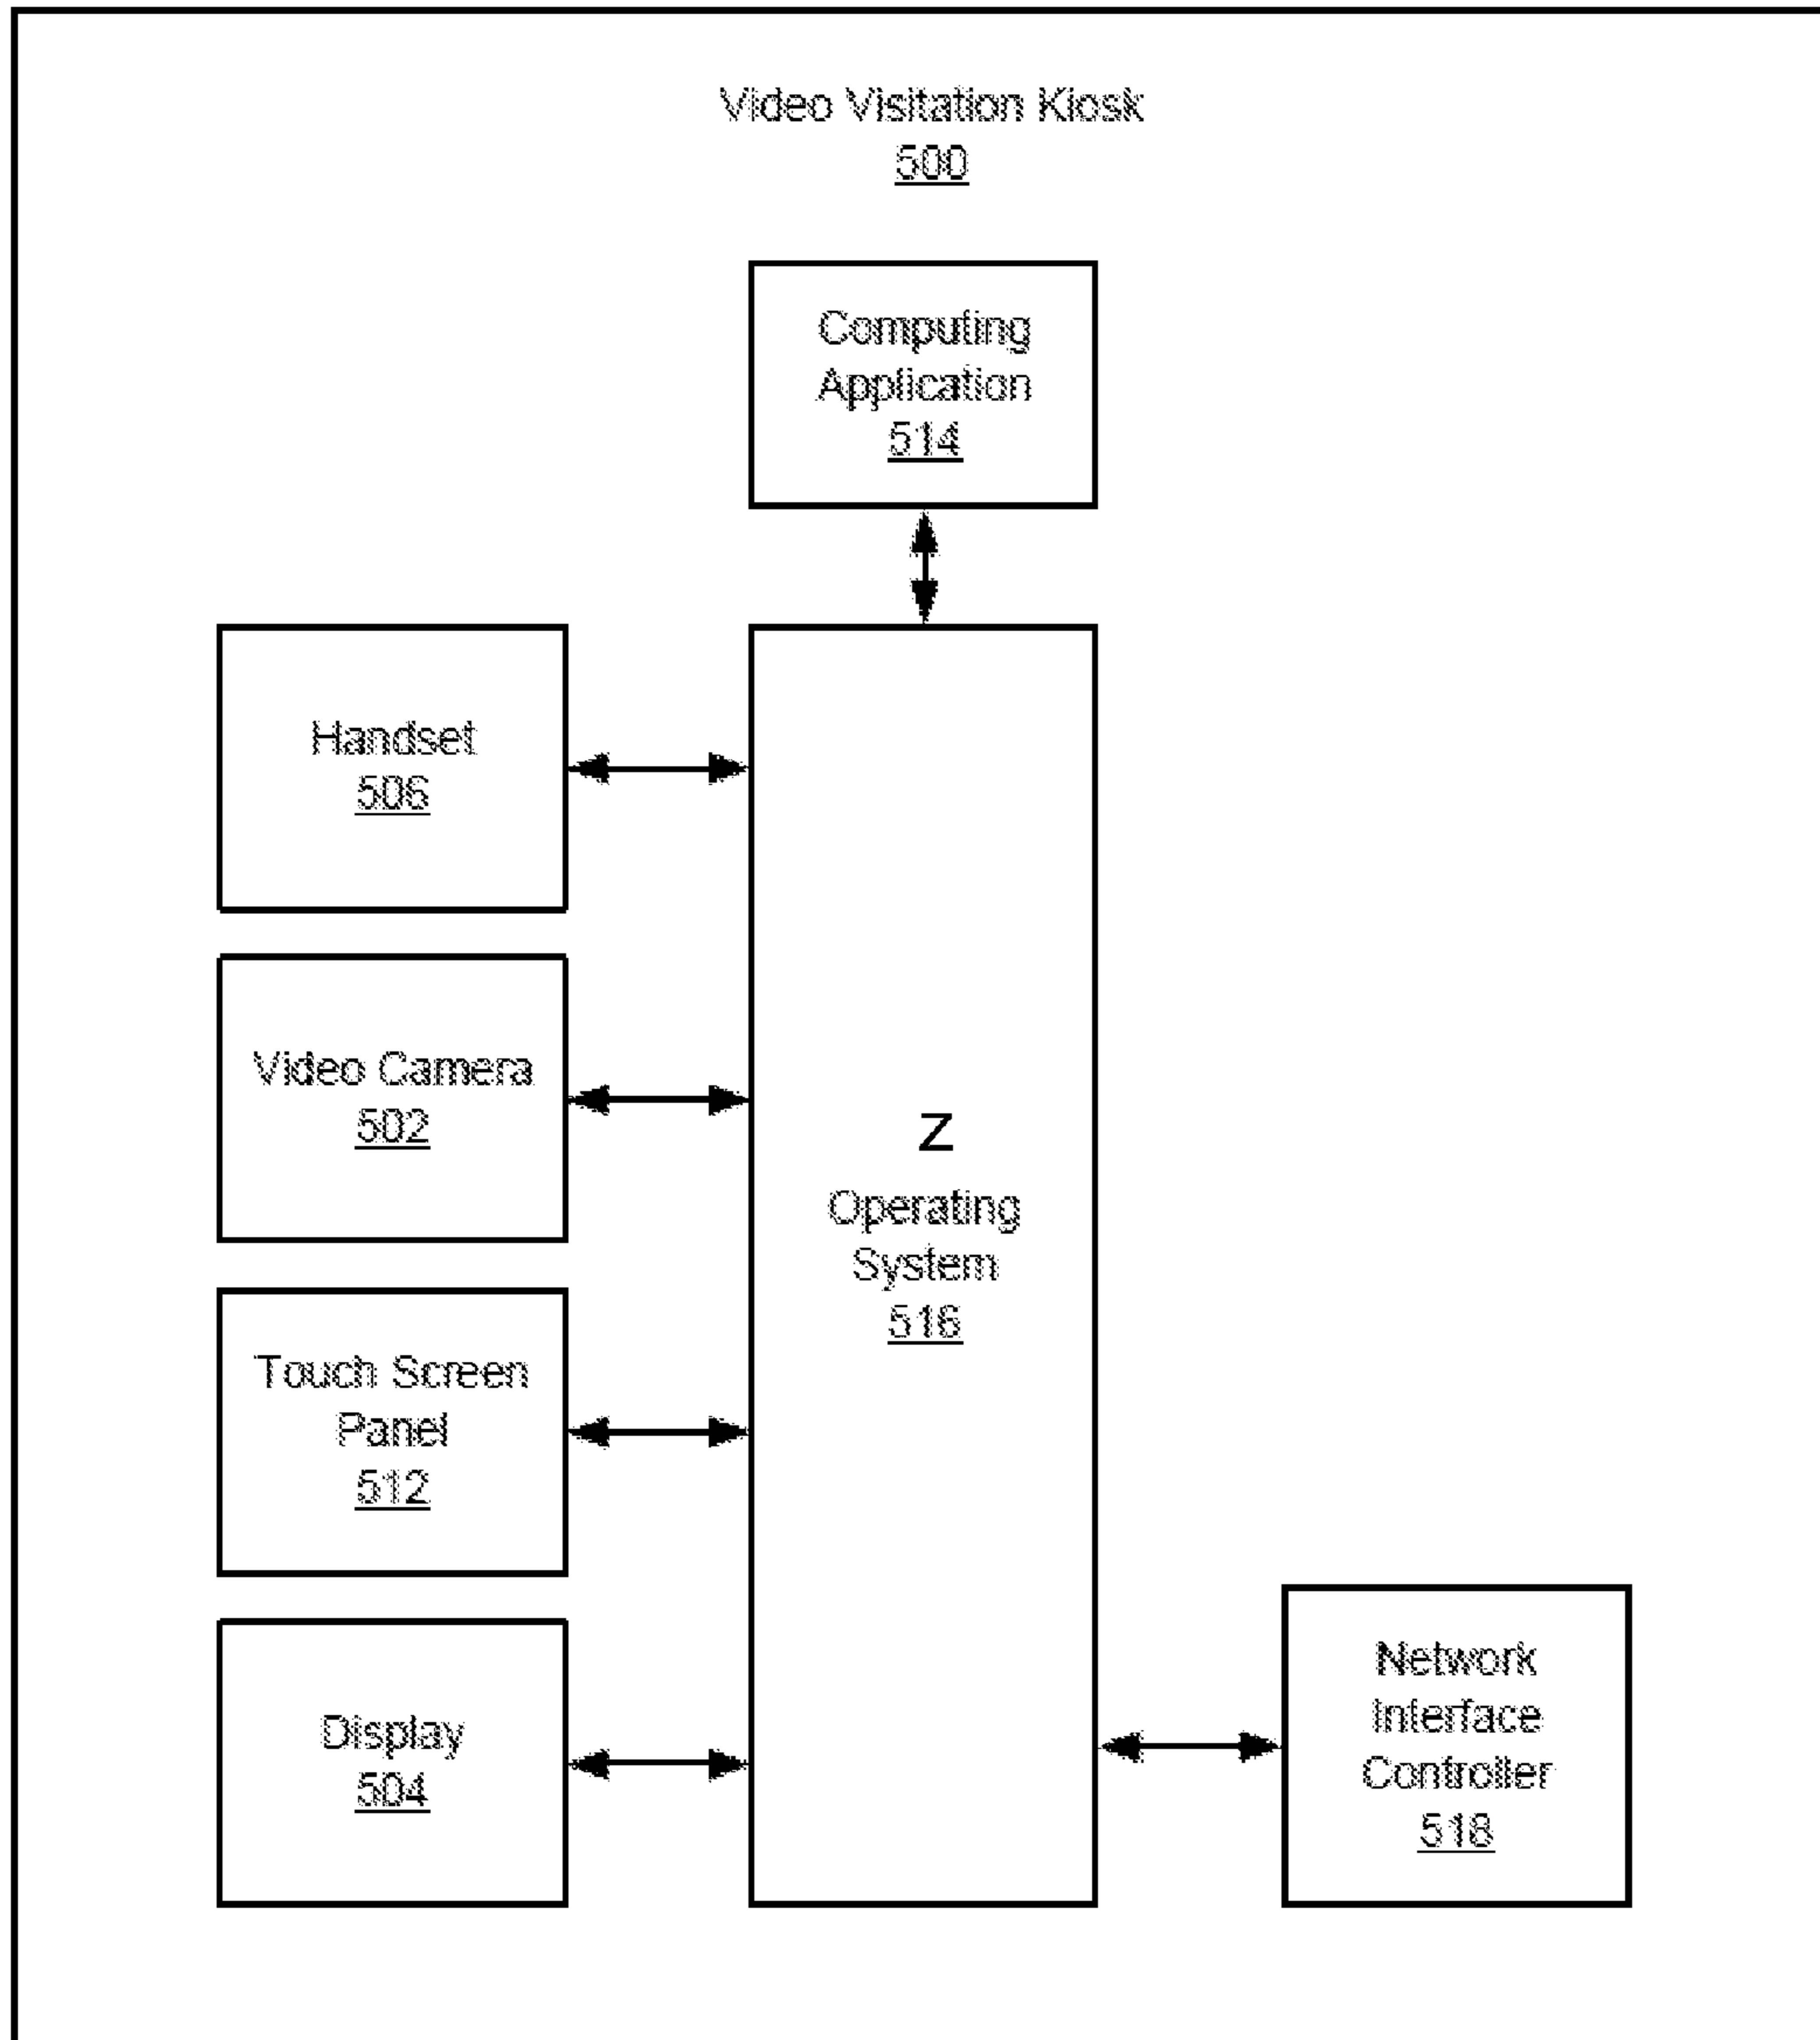 Video Visitation Kiosk
500
Computing
Application
514
Handset
506
Video Camera
502
Z
Operating
System
516
Touch Screen
Panel
512
Display
504
Network
Interface
Controller
518